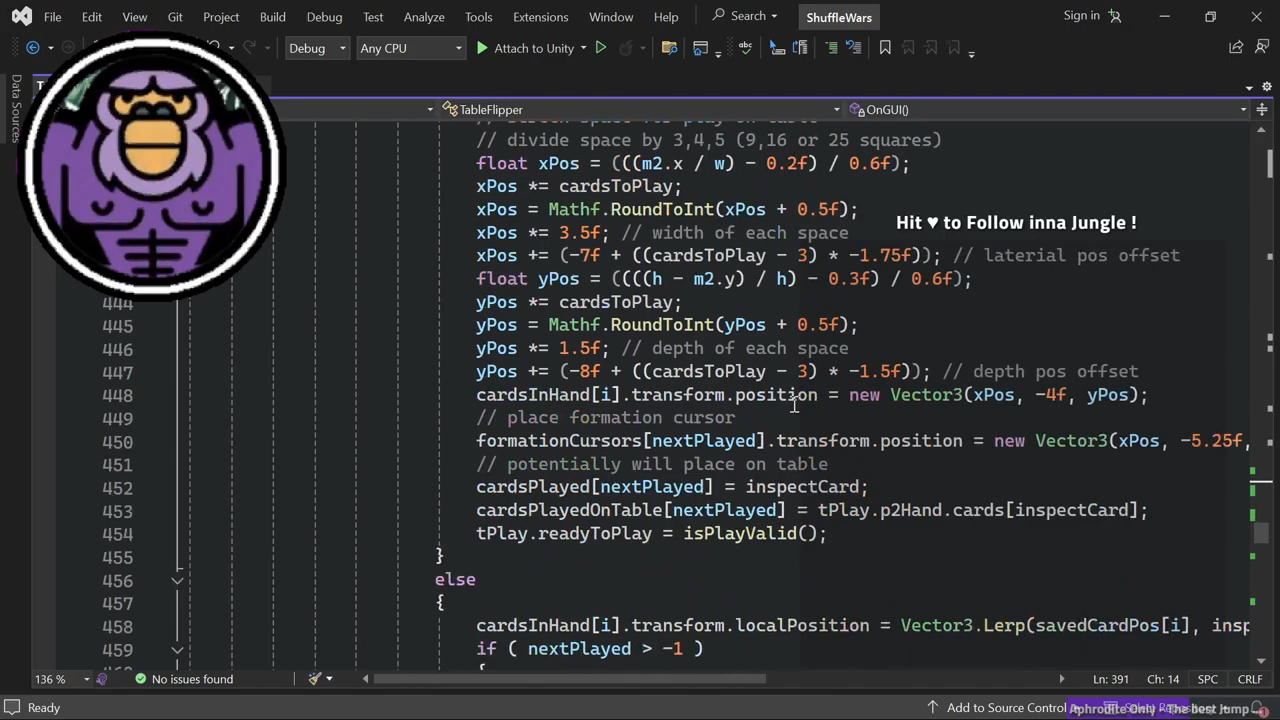 File Edit View Git Project Build Debug Test Analyze Tools Extensions Window Help Search ShuffleWars Sign in
Debug Any CPU Attach to Unity
Data Sources
TableFlipper OnGUI()
// divide space by 3,4,5 (9,16 or 25 squares)
float xPos = (((m2.x / w) - 0.2f) / 0.6f);
xPos *= cardsToPlay;
xPos = Mathf.RoundToInt(xPos + 0.5f);
Hit ♥ to Follow inna Jungle !
xPos *= 3.5f; // width of each space
xPos += (-7f + ((cardsToPlay - 3) * -1.75f)); // laterial pos offset
float yPos = ((((h - m2.y) / h) - 0.3f) / 0.6f);
444 yPos *= cardsToPlay;
445 yPos = Mathf.RoundToInt(yPos + 0.5f);
446 yPos *= 1.5f; // depth of each space
447 yPos += (-8f + ((cardsToPlay - 3) * -1.5f)); // depth pos offset
448 cardsInHand[i].transform.position = new Vector3(xPos, -4f, yPos);
449 // place formation cursor
450 formationCursors[nextPlayed].transform.position = new Vector3(xPos, -5.25f,
451 // potentially will place on table
452 cardsPlayed[nextPlayed] = inspectCard;
453 cardsPlayedOnTable[nextPlayed] = tPlay.p2Hand.cards[inspectCard];
454 tPlay.readyToPlay = isPlayValid();
455 }
456 else
457 {
458 cardsInHand[i].transform.localPosition = Vector3.Lerp(savedCardPos[i], insp
459 if ( nextPlayed > -1 )
136 % No issues found Ln: 391 Ch: 14 SPC CRLF
Ready Add to Source Control
Aphrodite Only - The best Jump ...